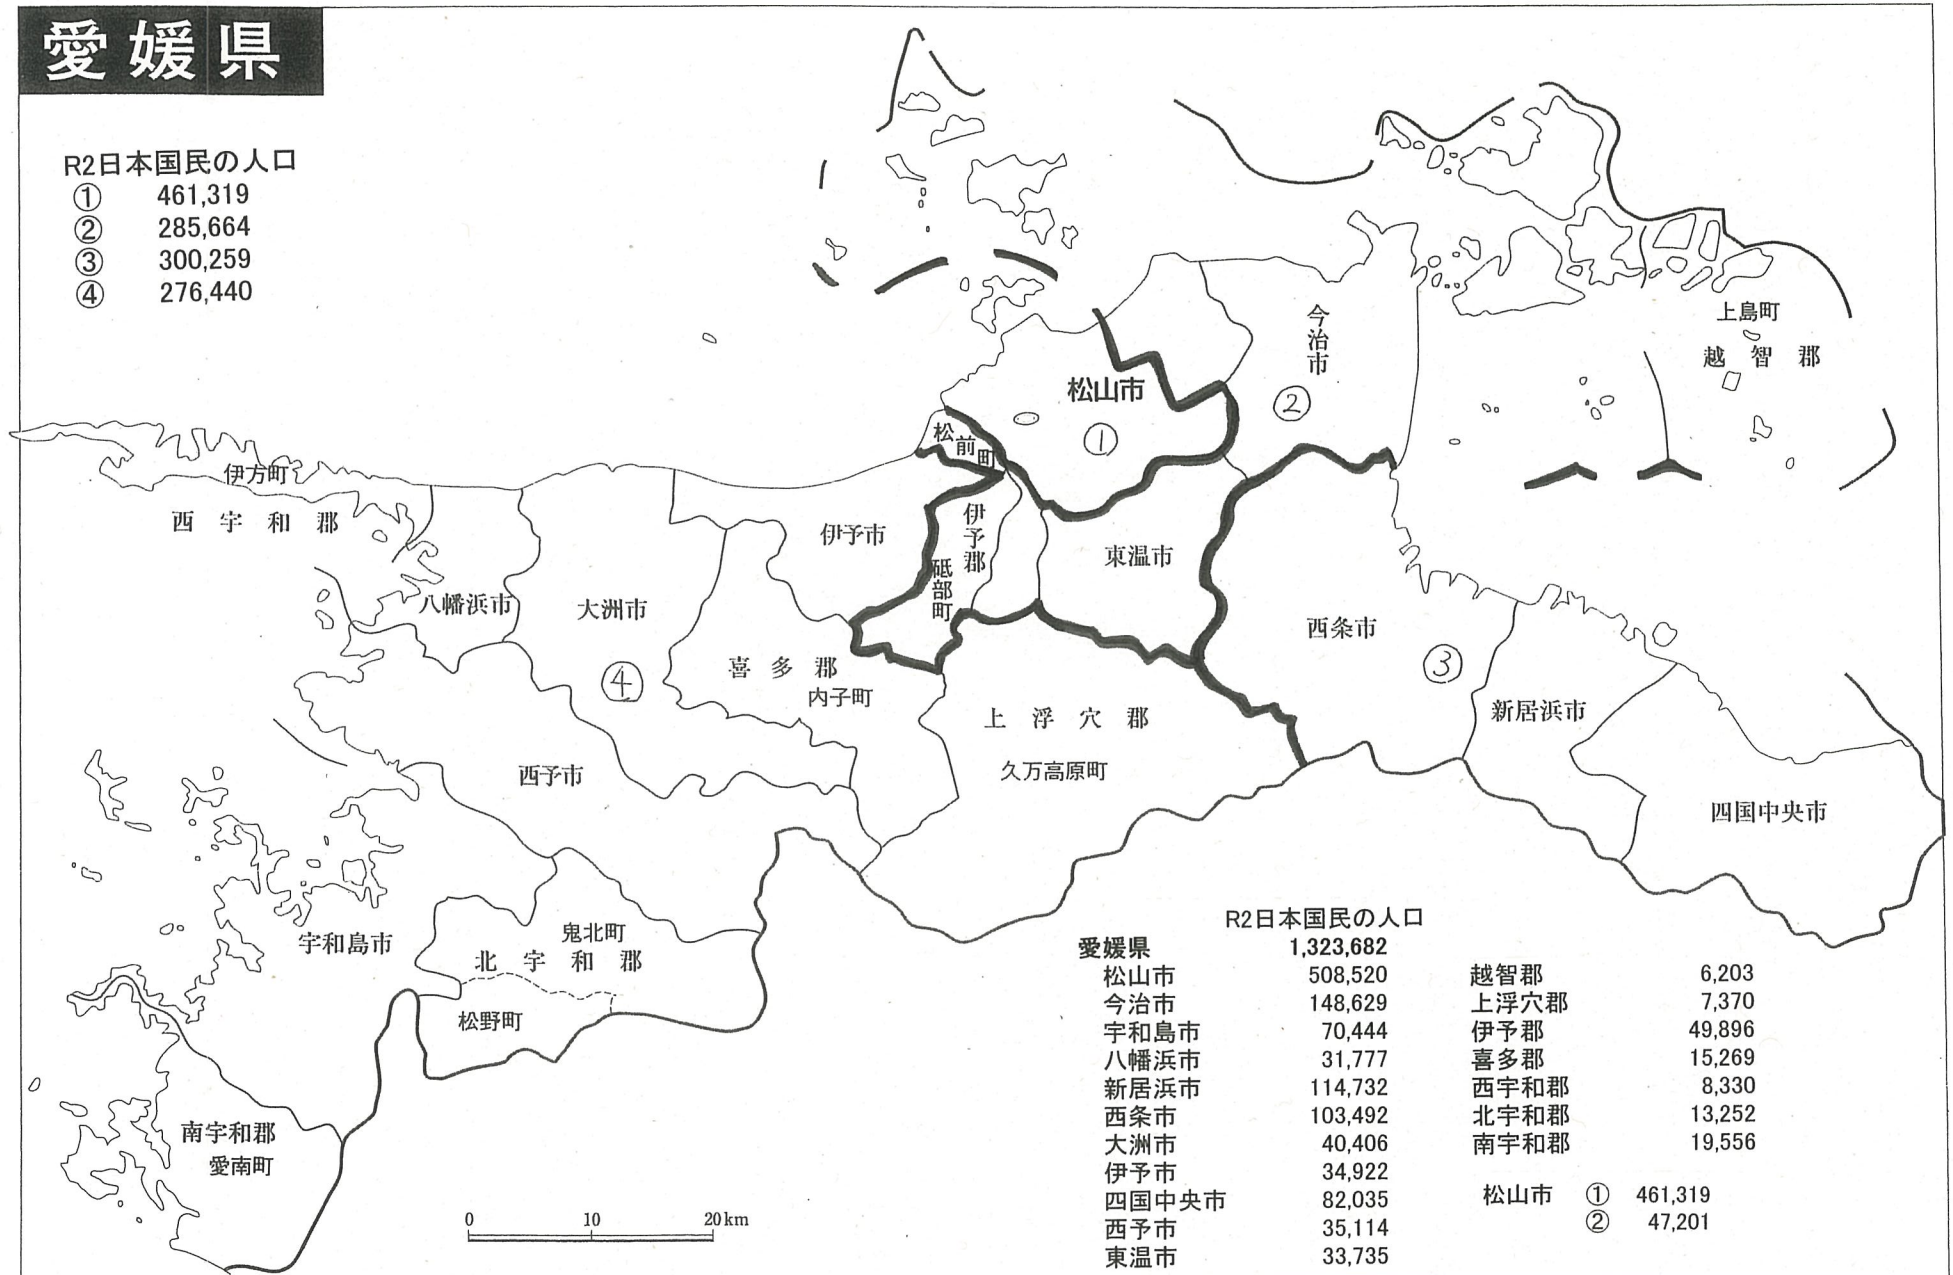 愛媛県
R2日本国民の人口
① 461,319
② 285,664
③ 300,259
④ 276,440
今治市
②
上島町
越智郡
松山市
①
松前町
伊方町
西宇和郡
伊予市
伊予郡
砥部町
東温市
八幡浜市
大洲市
④
喜多郡
内子町
西条市
③
新居浜市
上浮穴郡
久万高原町
西予市
四国中央市
宇和島市
鬼北町
北宇和郡
松野町
南宇和郡
愛南町
0 10 20km
R2日本国民の人口
愛媛県 1,323,682
松山市 508,520 越智郡 6,203
今治市 148,629 上浮穴郡 7,370
宇和島市 70,444 伊予郡 49,896
八幡浜市 31,777 喜多郡 15,269
新居浜市 114,732 西宇和郡 8,330
西条市 103,492 北宇和郡 13,252
大洲市 40,406 南宇和郡 19,556
伊予市 34,922
四国中央市 82,035 松山市 ① 461,319
西予市 35,114 ② 47,201
東温市 33,735